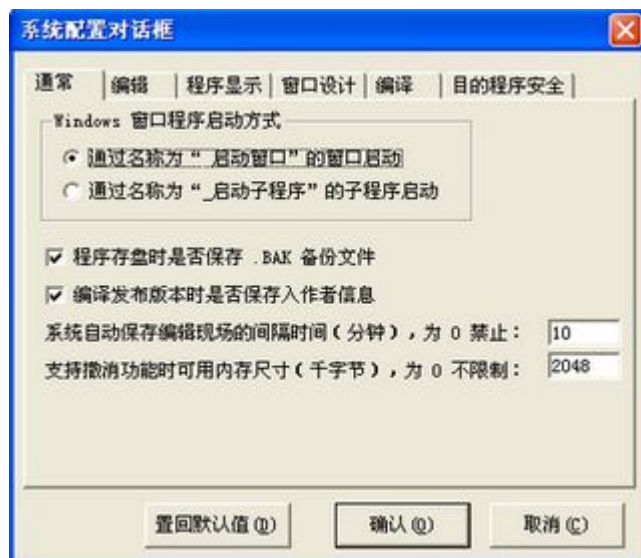 系统配置对话框
通常 编辑 程序显示 窗口设计 编译 目的程序安全
Windows 窗口程序启动方式
通过名称为“_启动窗口”的窗口启动
通过名称为“_启动子程序”的子程序启动
程序存盘时是否保存 .BAK 备份文件
编译发布版本时是否保存入作者信息
系统自动保存编辑现场的间隔时间(分钟),为 0 禁止: 10
支持撤消功能时可用内存尺寸(千字节),为 0 不限制: 2048
置回默认值(D) 确认(O) 取消(C)